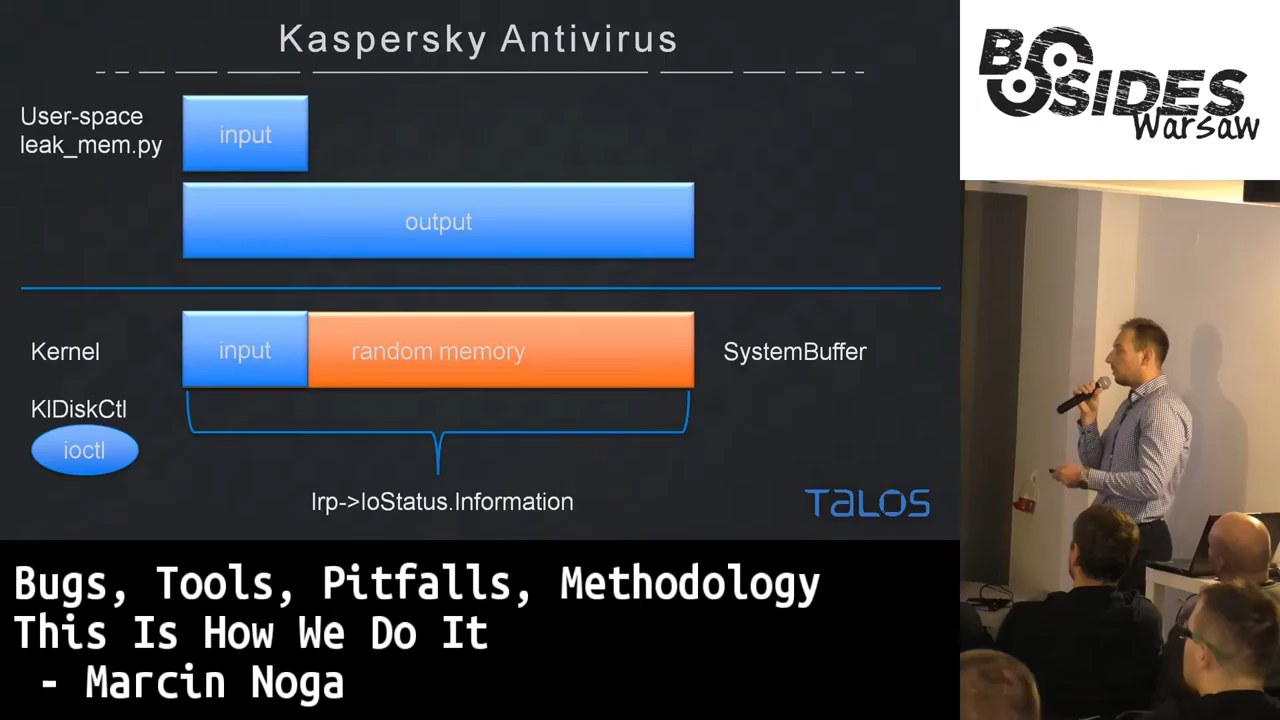 Kaspersky Antivirus
User-space
leak_mem.py
input
output
Kernel
input
random memory
SystemBuffer
KlDiskCtl
ioctl
Irp->IoStatus.Information
TALOS
BSIDES
Warsaw
Bugs, Tools, Pitfalls, Methodology
This Is How We Do It
- Marcin Noga